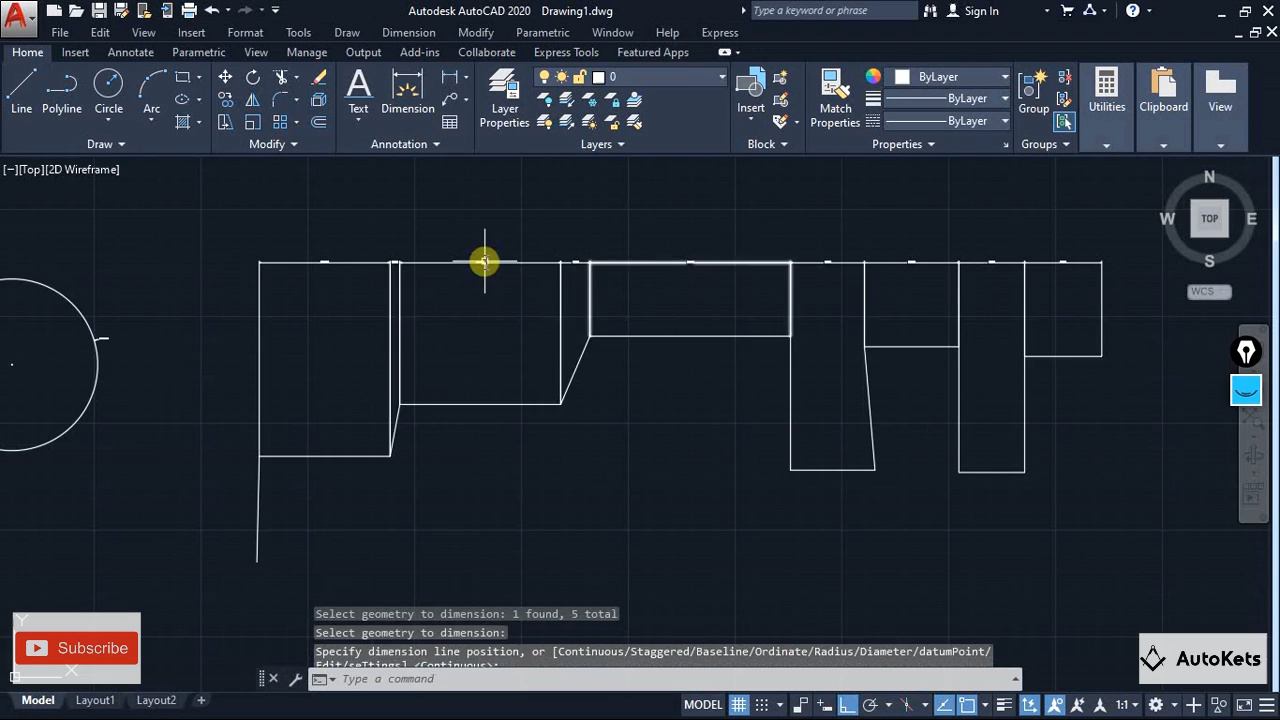 Autodesk AutoCAD 2020 Drawing1.dwg
Type a keyword or phrase
Sign In
File Edit View Insert Format Tools Draw Dimension Modify Parametric Window Help Express
Home Insert Annotate Parametric View Manage Output Add-ins Collaborate Express Tools Featured Apps
0
ByLayer
ByLayer
ByLayer
Line Polyline Circle Arc
Text Dimension
Layer
Properties
Insert
Match
Properties
Group
Utilities
Clipboard
View
Draw Modify Annotation Layers Block Properties Groups
[−][Top][2D Wireframe]
N
W TOP E
S
WCS
Select geometry to dimension: 1 found, 5 total
Select geometry to dimension:
Specify dimension line position, or [Continuous/Staggered/Baseline/Ordinate/Radius/Diameter/datumPoint/
Edit/seTtings] <Continuous>:
Type a command
Y
Subscribe
X
AutoKets
Model Layout1 Layout2 +
MODEL 1:1